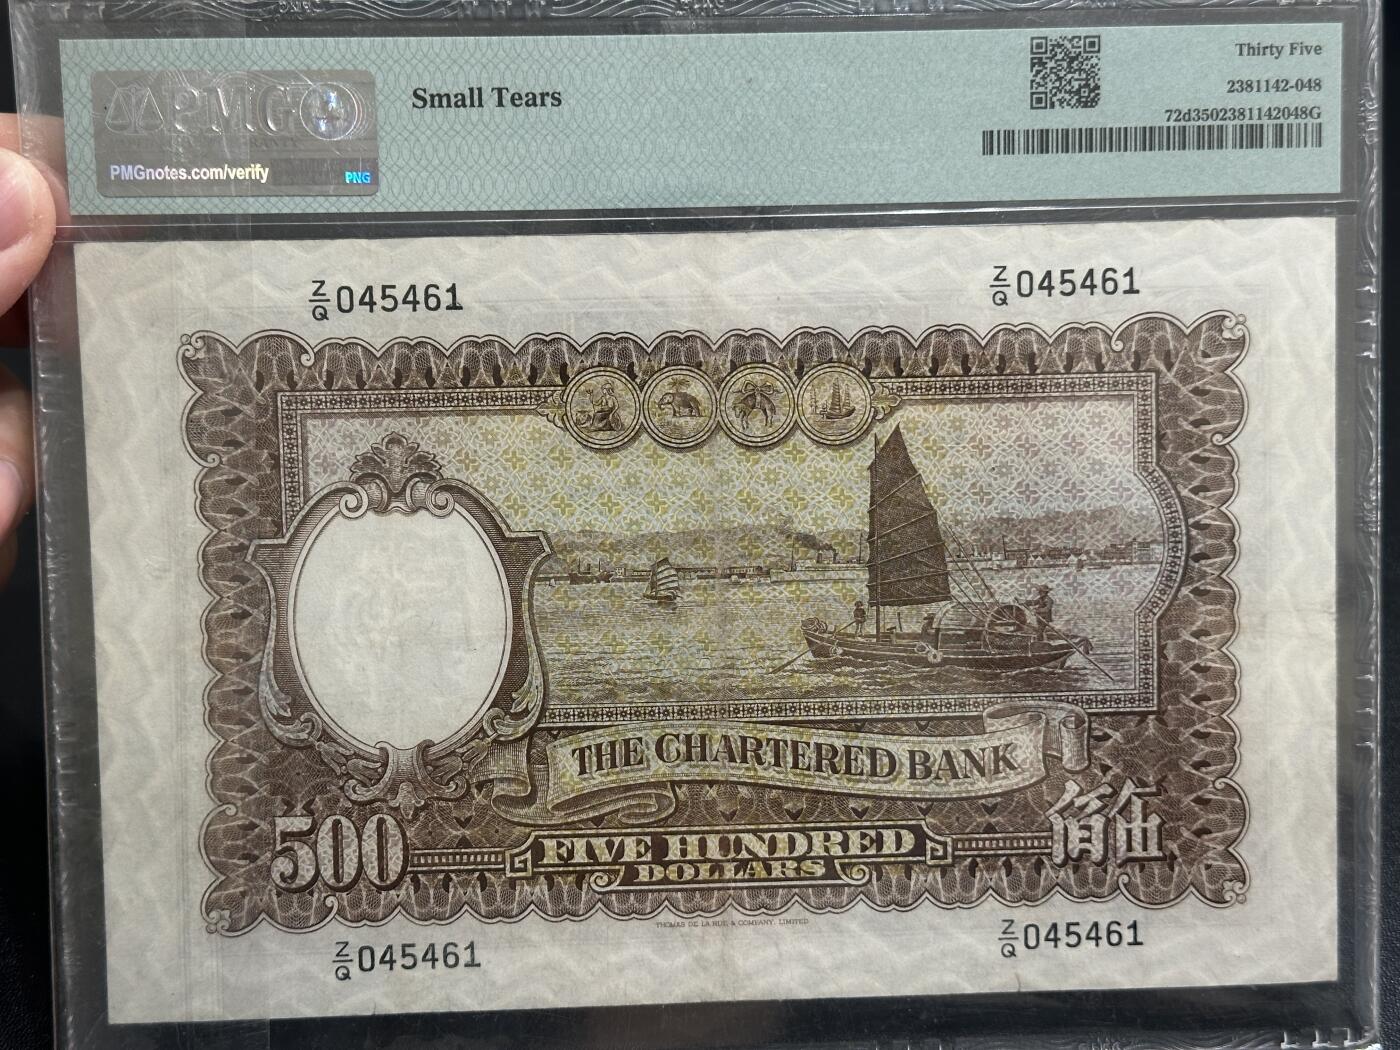 PMG
PMGnotes.com/verify
PNG
Small Tears
Thirty Five
2381142-048
72d3502381142048G
Z/Q 045461
Z/Q 045461
THE CHARTERED BANK
500
FIVE HUNDRED
DOLLARS
佰伍
THOMAS DE LA RUE & COMPANY, LIMITED
Z/Q 045461
Z/Q 045461